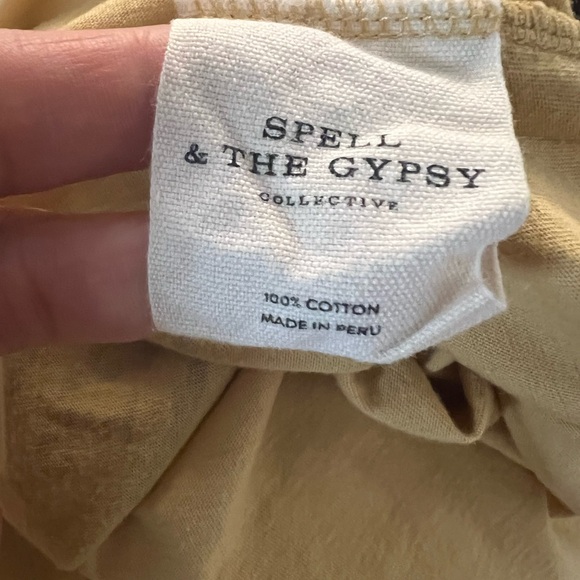 SPELL
& THE GYPSY
COLLECTIVE
100% COTTON
MADE IN PERU